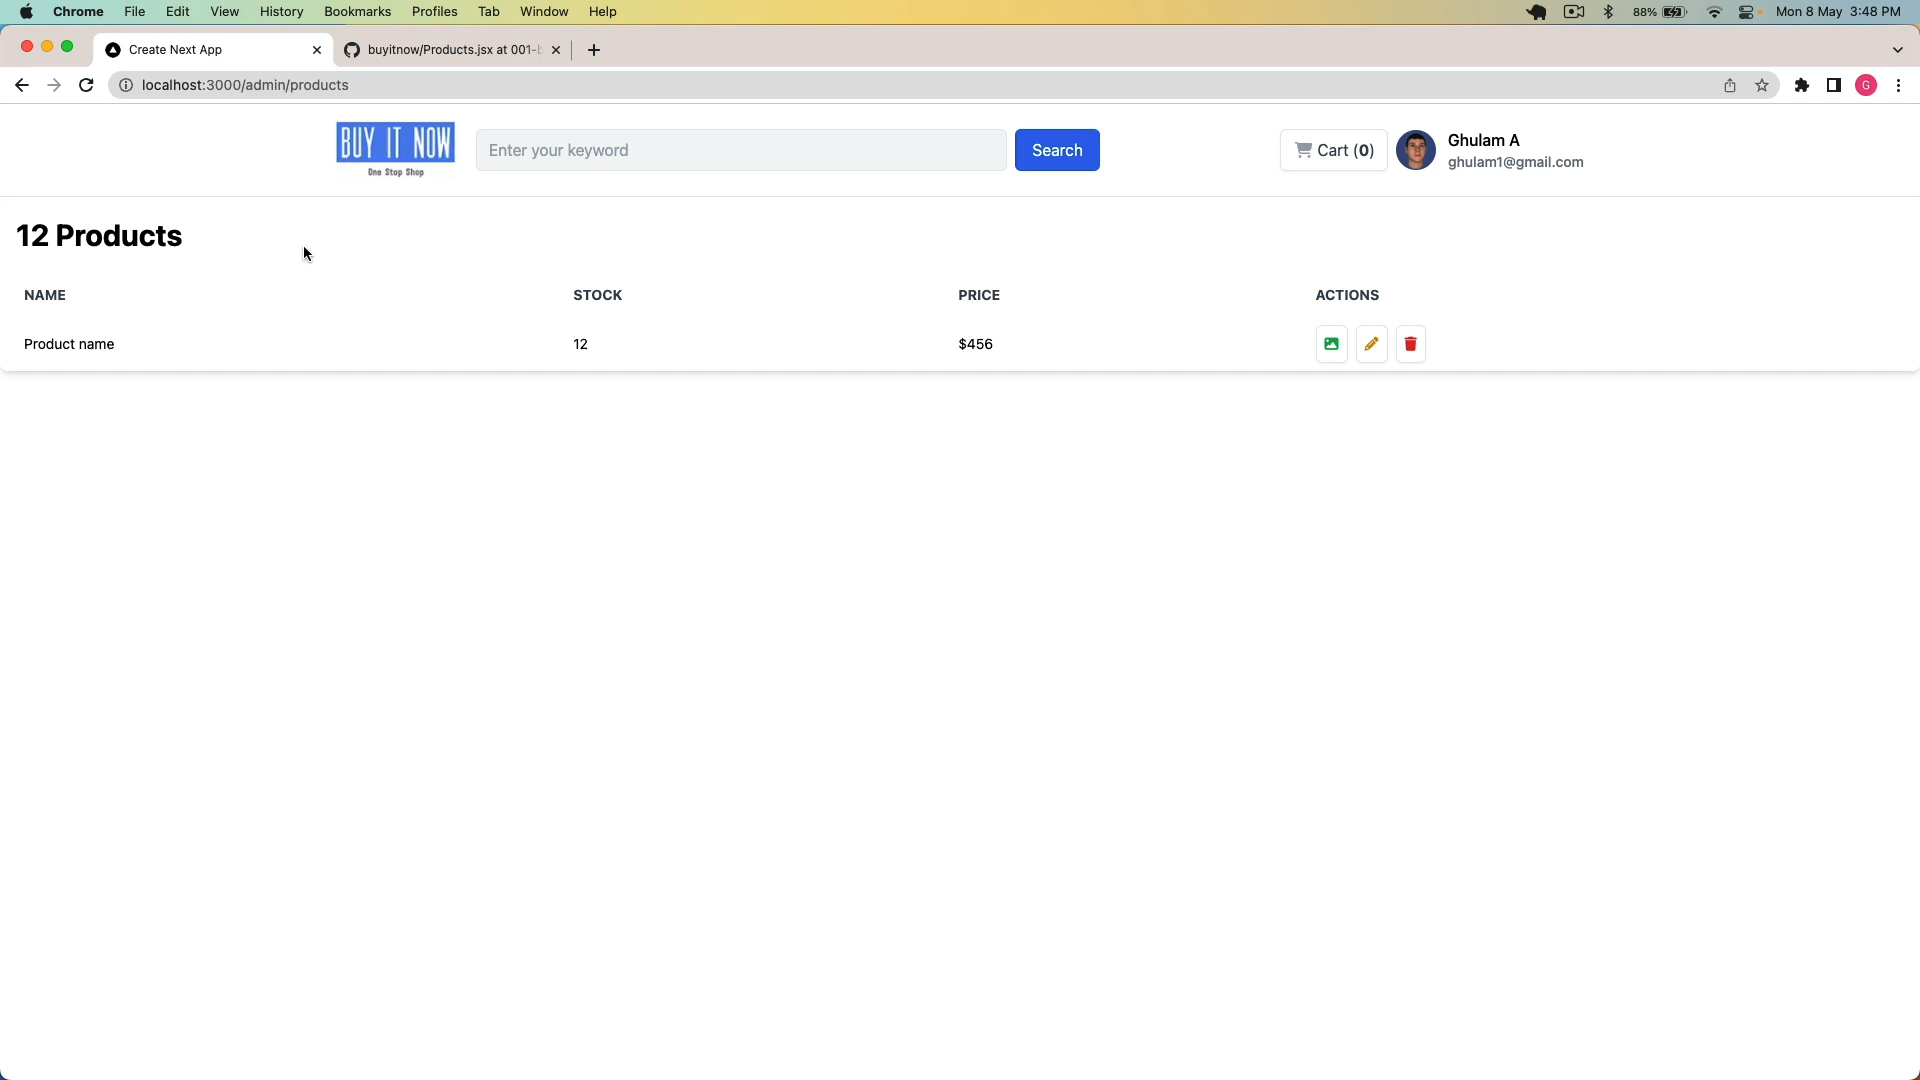 Chrome File Edit View History Bookmarks Profiles Tab Window Help 88% Mon 8 May 3:48 PM
Create Next App buyitnow/Products.jsx at 001-
localhost:3000/admin/products G
BUY IT NOW
One Stop Shop
Enter your keyword Search Cart (0) Ghulam A
ghulam1@gmail.com
12 Products
NAME STOCK PRICE ACTIONS
Product name 12 $456